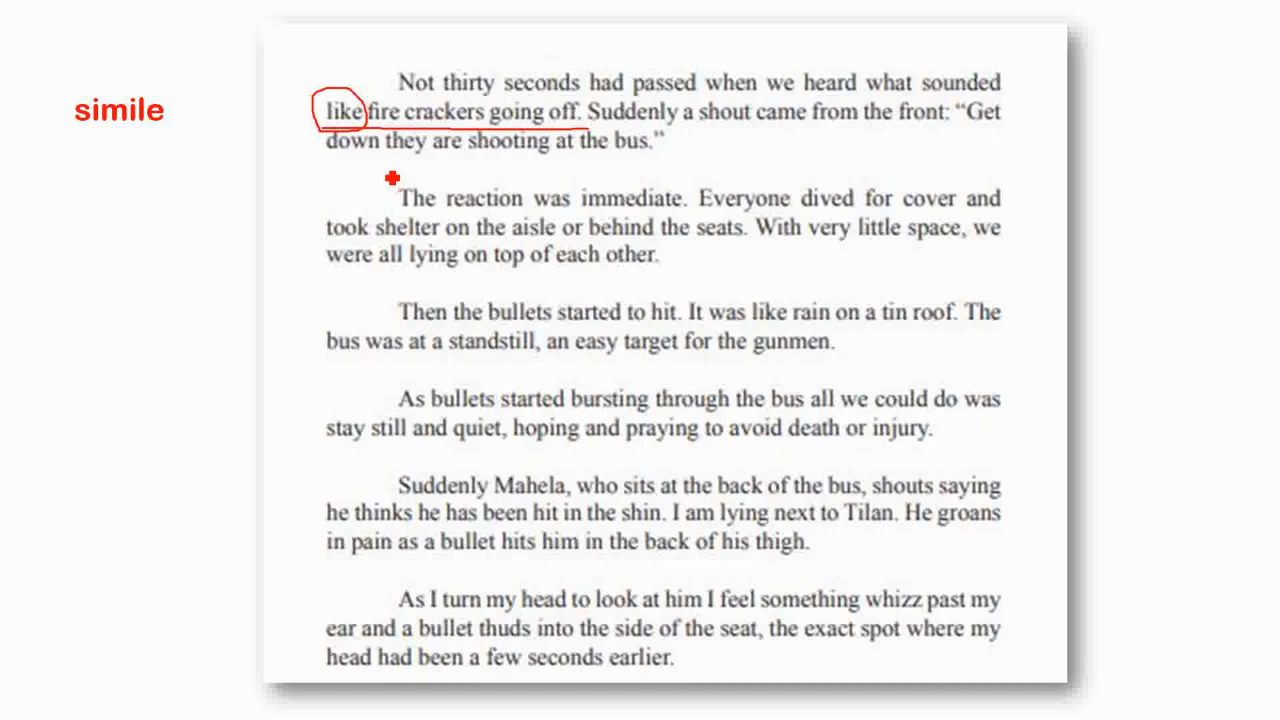 simile
Not thirty seconds had passed when we heard what sounded
like fire crackers going off. Suddenly a shout came from the front: “Get
down they are shooting at the bus.”
The reaction was immediate. Everyone dived for cover and
took shelter on the aisle or behind the seats. With very little space, we
were all lying on top of each other.
Then the bullets started to hit. It was like rain on a tin roof. The
bus was at a standstill, an easy target for the gunmen.
As bullets started bursting through the bus all we could do was
stay still and quiet, hoping and praying to avoid death or injury.
Suddenly Mahela, who sits at the back of the bus, shouts saying
he thinks he has been hit in the shin. I am lying next to Tilan. He groans
in pain as a bullet hits him in the back of his thigh.
As I turn my head to look at him I feel something whizz past my
ear and a bullet thuds into the side of the seat, the exact spot where my
head had been a few seconds earlier.